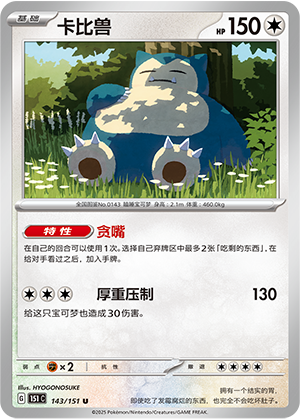 基础 卡比兽 HP 150
全国图鉴No.0143 瞌睡宝可梦 身高：2.1m 体重：460.0kg
特性 贪嘴
在自己的回合可以使用1次。选择自己弃牌区中最多2张「吃剩的东西」，在
给对手看过之后，加入手牌。
厚重压制 130
给这只宝可梦也造成30伤害。
弱点 ×2 抗性 撤退
Illus. HYOGONOSUKE
G 151 C 143/151 U
拥有一个结实的胃，
即使吃了发霉腐烂的东西，也完全不会吃坏肚子。
©2025 Pokémon/Nintendo/Creatures/GAME FREAK.